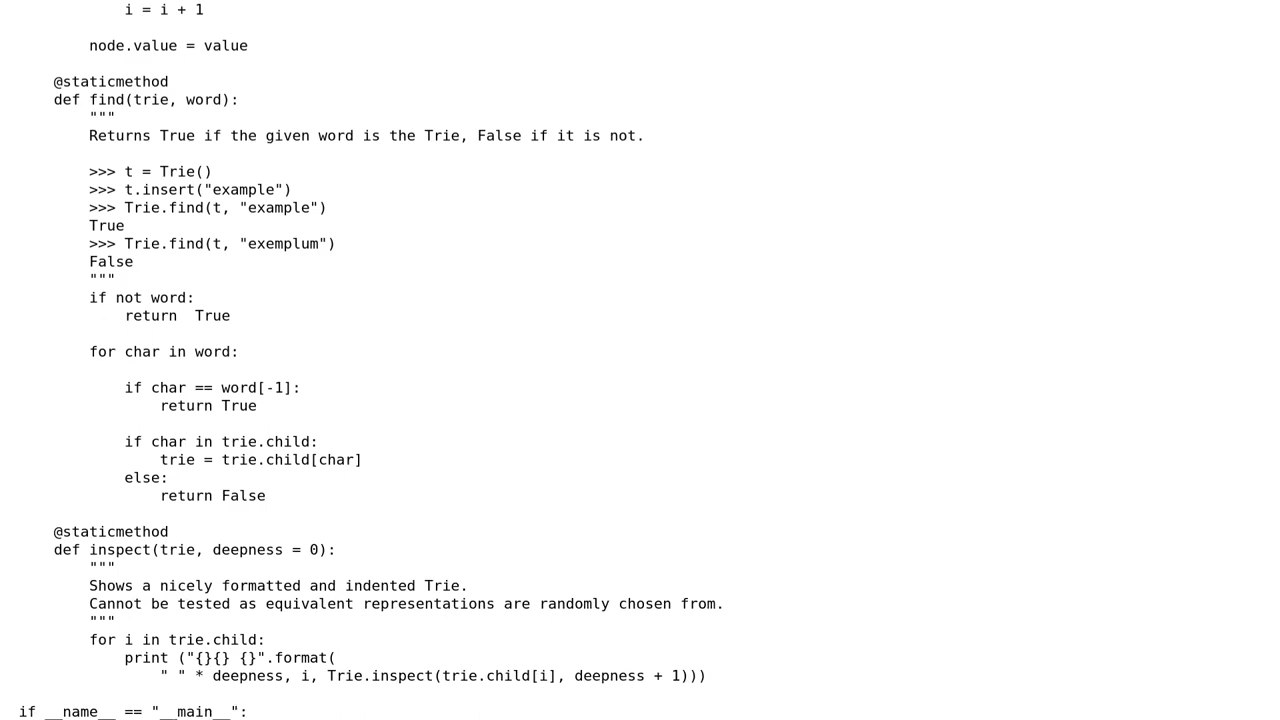 i = i + 1

        node.value = value

    @staticmethod
    def find(trie, word):
        """
        Returns True if the given word is the Trie, False if it is not.

        >>> t = Trie()
        >>> t.insert("example")
        >>> Trie.find(t, "example")
        True
        >>> Trie.find(t, "exemplum")
        False
        """
        if not word:
            return  True

        for char in word:

            if char == word[-1]:
                return True

            if char in trie.child:
                trie = trie.child[char]
            else:
                return False

    @staticmethod
    def inspect(trie, deepness = 0):
        """
        Shows a nicely formatted and indented Trie.
        Cannot be tested as equivalent representations are randomly chosen from.
        """
        for i in trie.child:
            print ("{}{} {}".format(
                " " * deepness, i, Trie.inspect(trie.child[i], deepness + 1)))

if __name__ == "__main__":